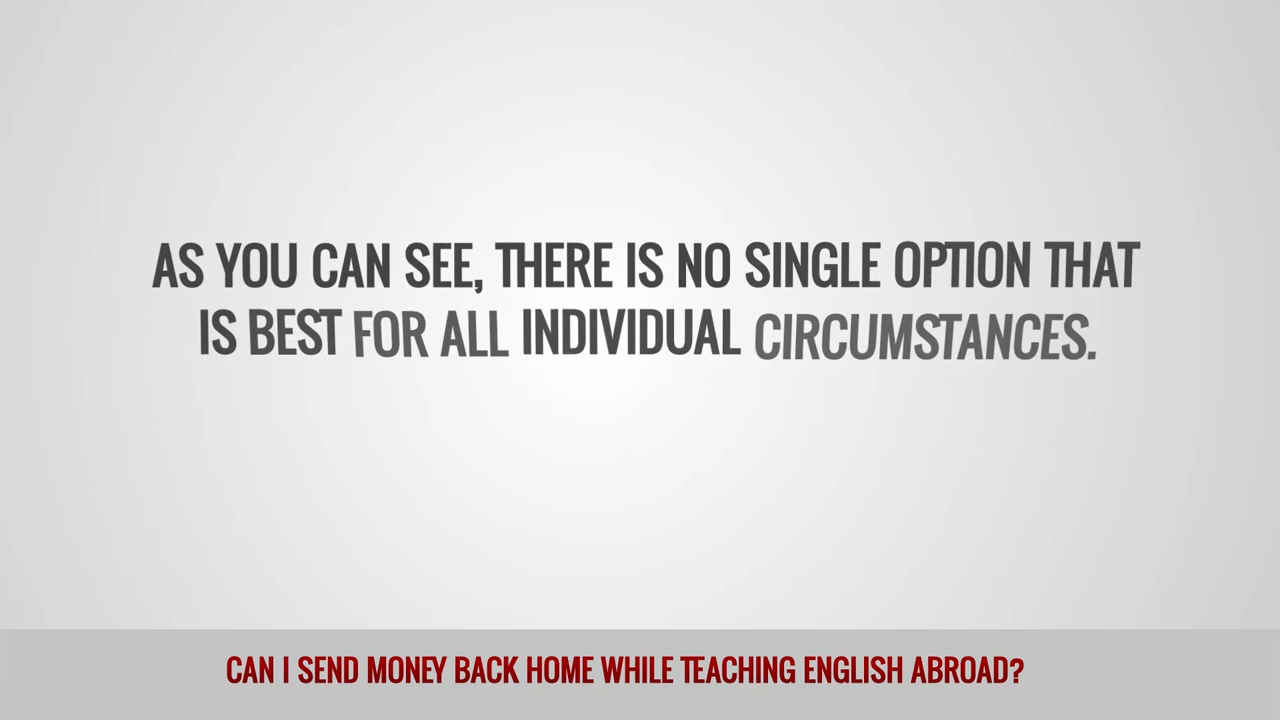 AS YOU CAN SEE, THERE IS NO SINGLE OPTION THAT
IS BEST FOR ALL INDIVIDUAL CIRCUMSTANCES.
CAN I SEND MONEY BACK HOME WHILE TEACHING ENGLISH ABROAD?